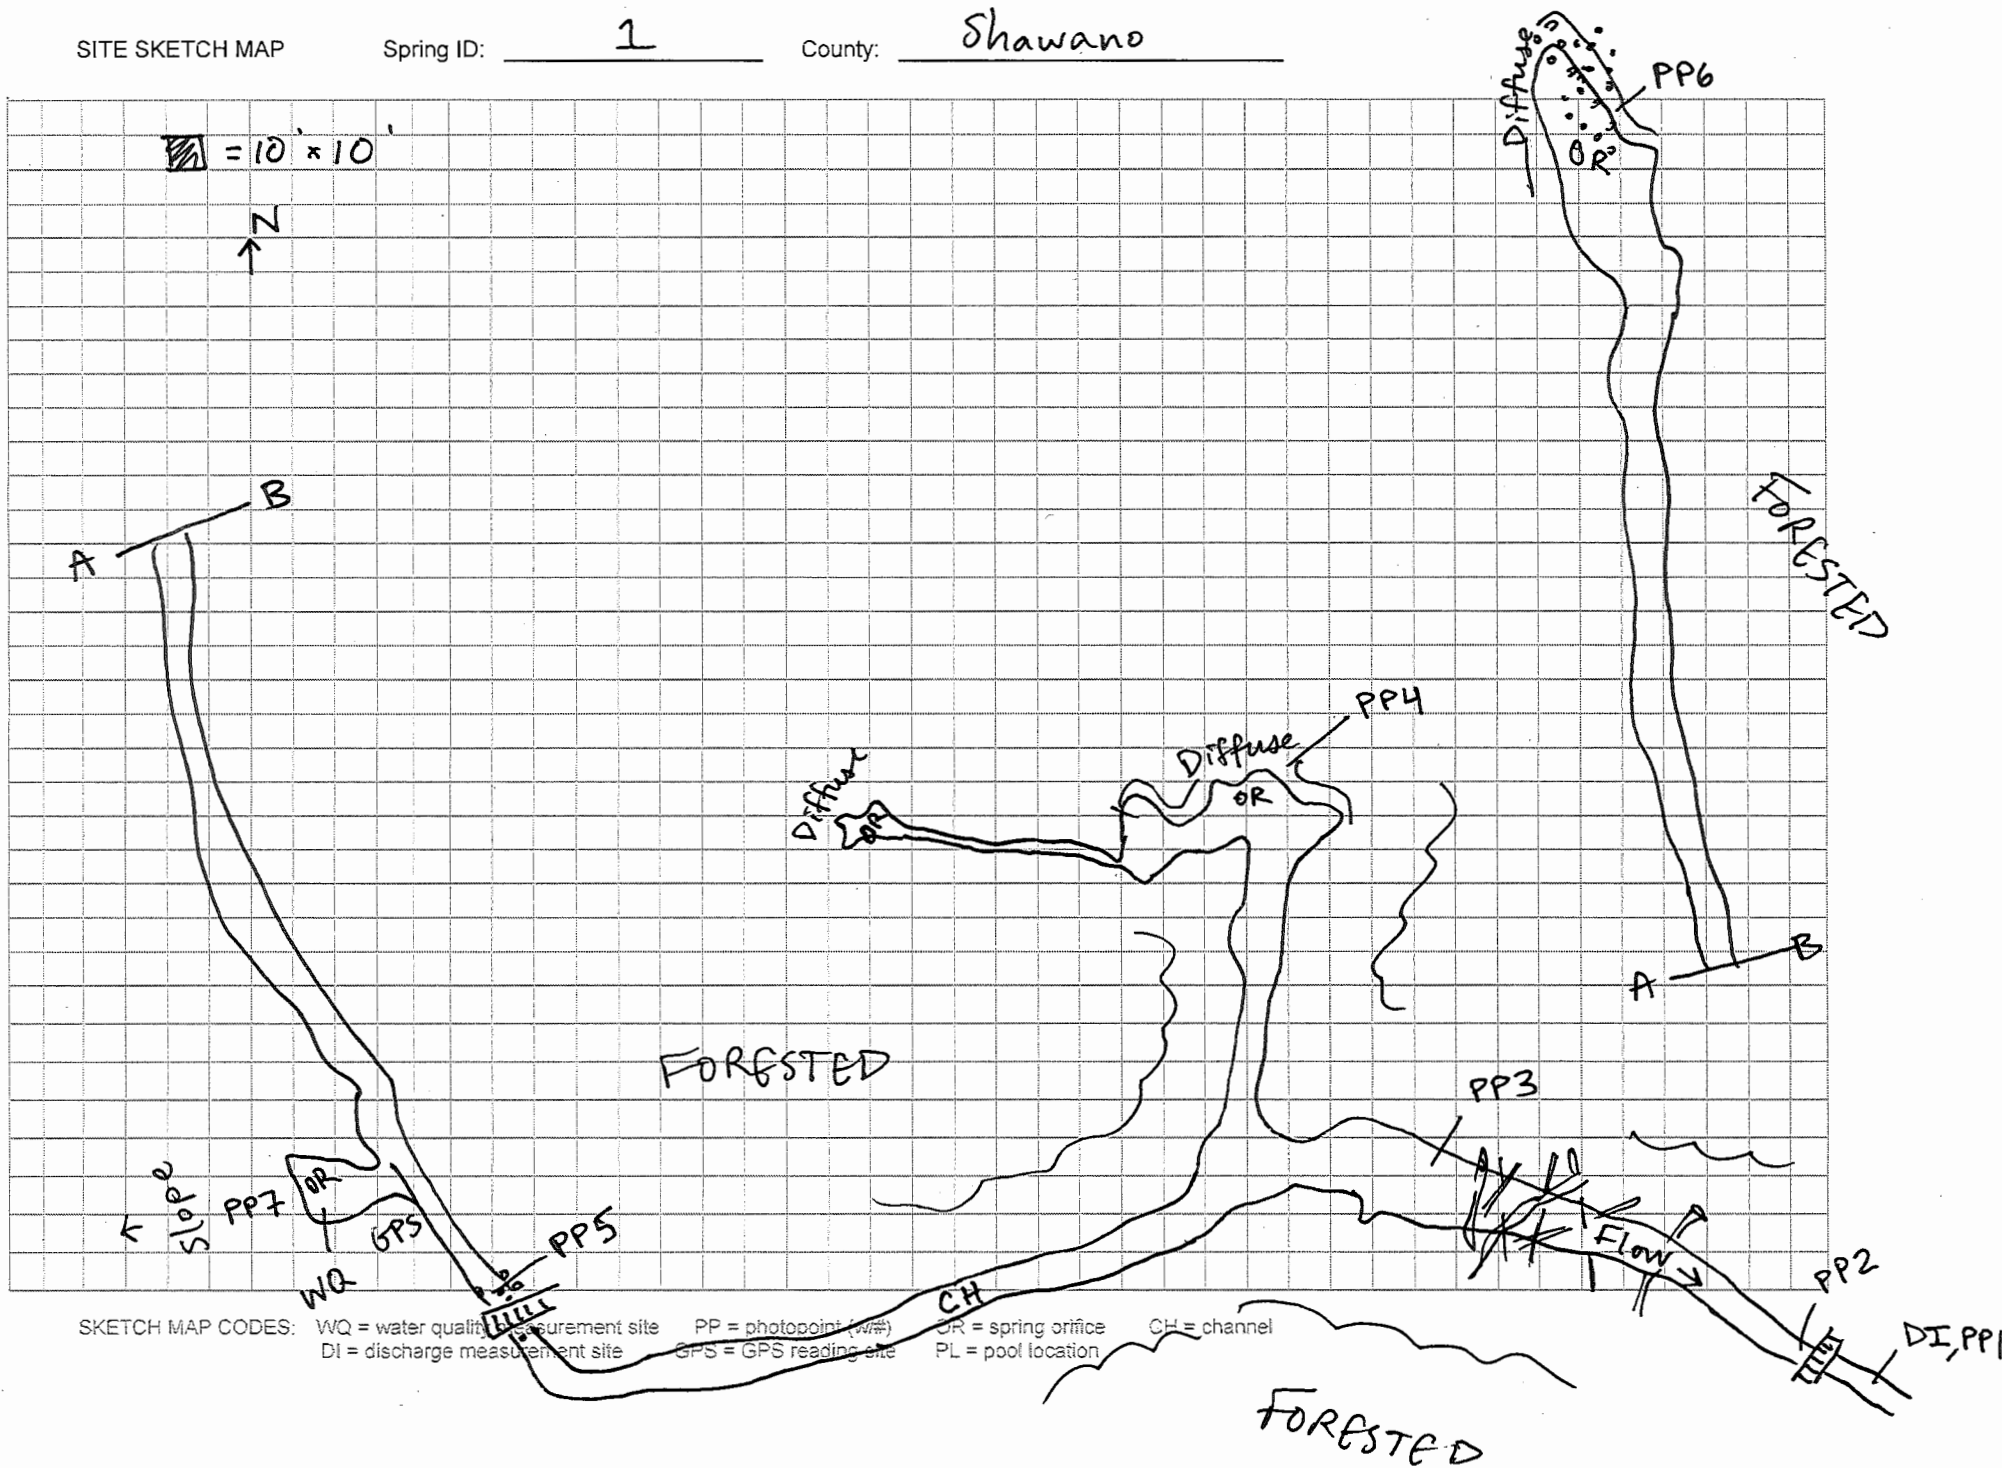 SITE SKETCH MAP Spring ID: 1 County: Shawano
= 10' x 10'
N
Diffuse
PP6
OR
A B
FORESTED
PP4
Diffuse
OR
Diffuse
OR
A B
FORESTED
PP3
Slope
PP7
OR
GPS
WQ
PP5
Flow
PP2
CH
DI, PP1
SKETCH MAP CODES: WQ = water quality measurement site PP = photopoint (w/#) OR = spring orifice CH = channel
DI = discharge measurement site GPS = GPS reading site PL = pool location
FORESTED